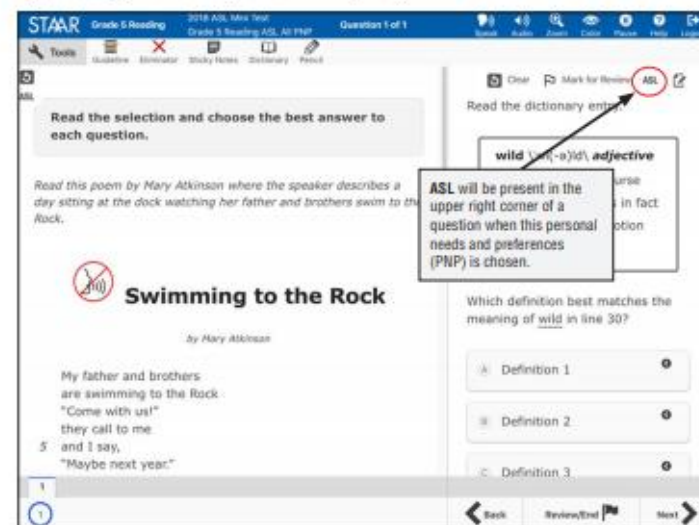 STAAR Grade 5 Reading
2018 ASL Mini Test
Grade 5 Reading ASL All PNP
Question 1 of 1
Speak Audio Zoom Color Pause Help
Tools Guideline Eliminator Sticky Notes Dictionary Pencil
ASL
Clear Mark for Review ASL
Read the selection and choose the best answer to
each question.
Read this poem by Mary Atkinson where the speaker describes a
day sitting at the dock watching her father and brothers swim to the
Rock.
Swimming to the Rock
by Mary Atkinson
My father and brothers
are swimming to the Rock
"Come with us!"
they call to me
5 and I say,
"Maybe next year."
Read the dictionary entry.
wild adjective
in fact
ASL will be present in the
upper right corner of a
question when this personal
needs and preferences
(PNP) is chosen.
Which definition best matches the
meaning of wild in line 30?
A Definition 1
B Definition 2
C Definition 3
1
1
Back Review/End Next